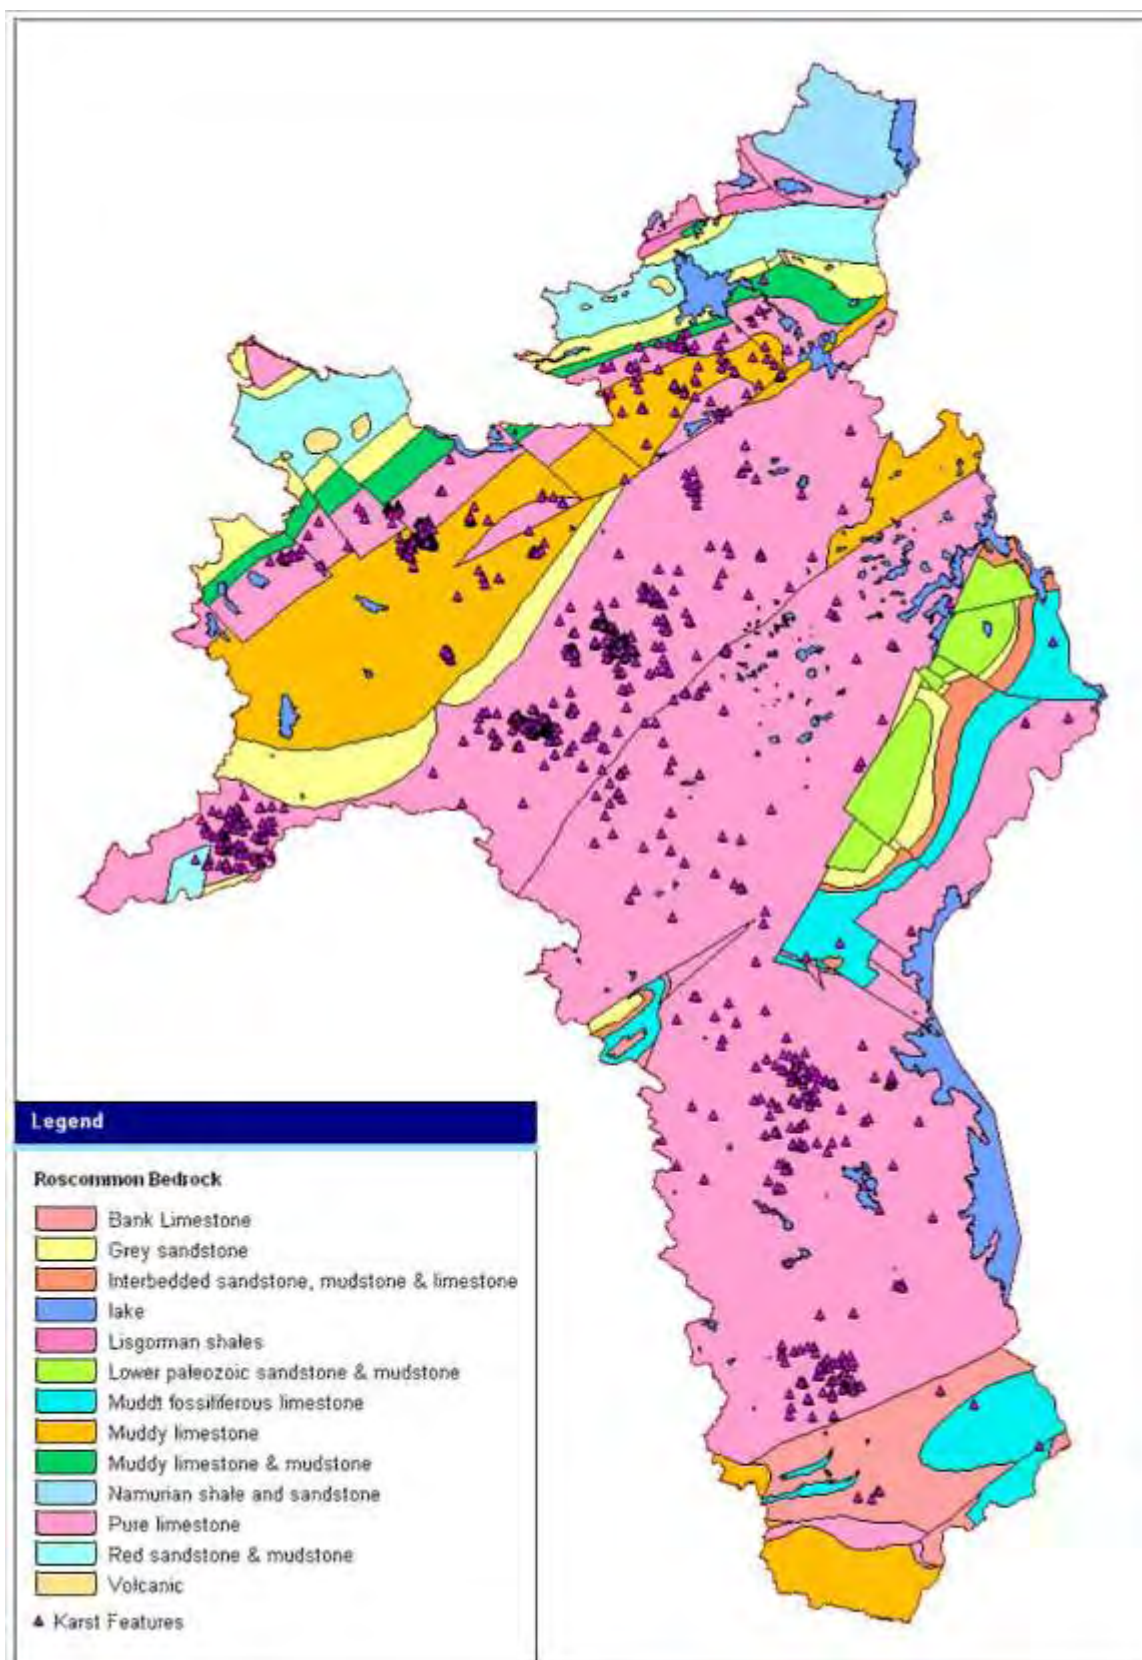 Legend
Roscommon Bedrock
Bank Limestone
Grey sandstone
Interbedded sandstone, mudstone & limestone
lake
Lisgorman shales
Lower paleozoic sandstone & mudstone
Muddt fossiliferous limestone
Muddy limestone
Muddy limestone & mudstone
Namurian shale and sandstone
Pure limestone
Red sandstone & mudstone
Volcanic
Karst Features